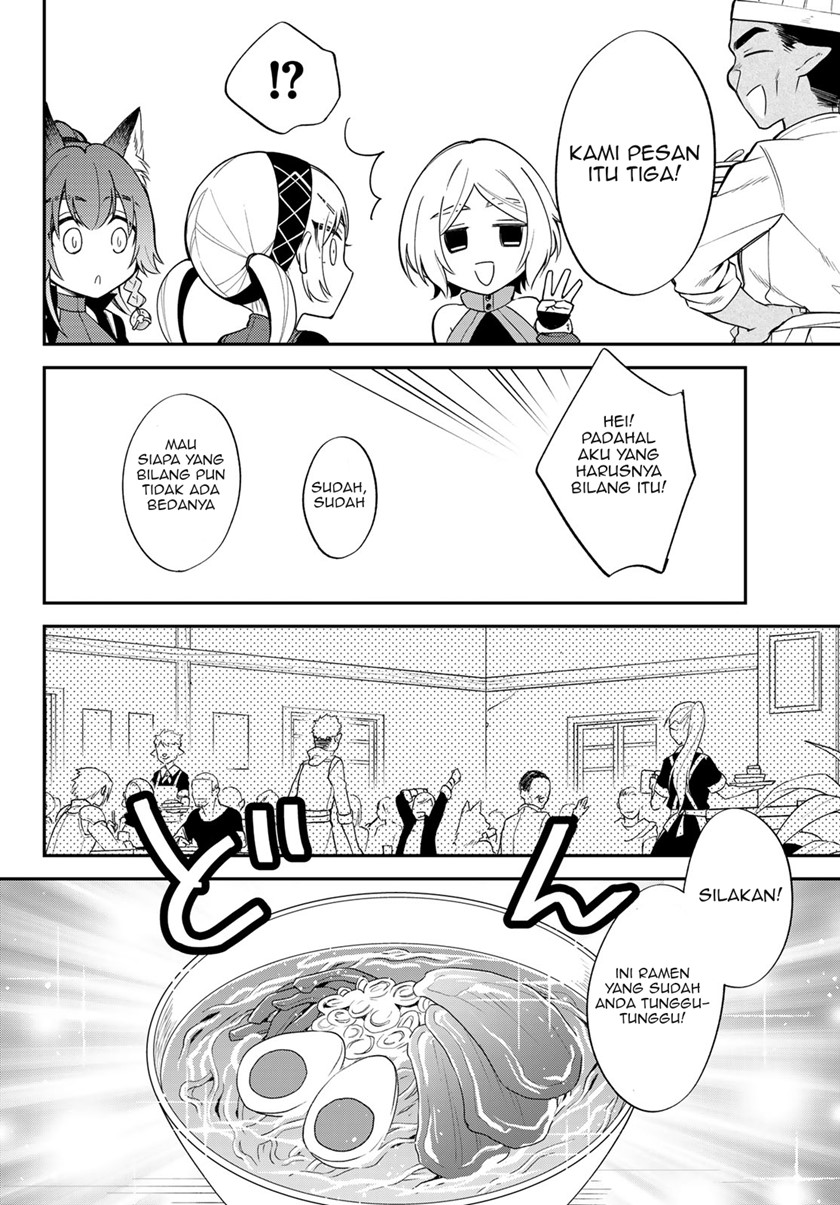 KAMI PESAN
ITU TIGA!
!?
HEI!
PADAHAL
AKU YANG
HARUSNYA
BILANG ITU!
SUDAH,
SUDAH
MAU
SIAPA YANG
BILANG PUN
TIDAK ADA
BEDANYA
SILAKAN!
INI RAMEN
YANG SUDAH
ANDA TUNGGU-
TUNGGU!
どん